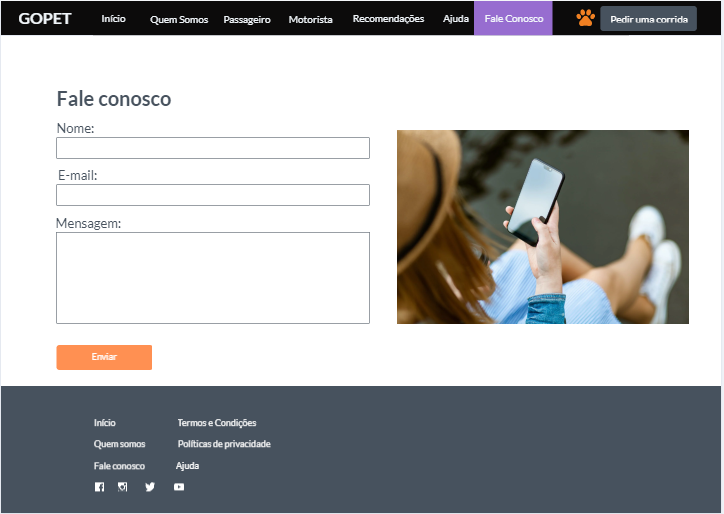 GOPET Início Quem Somos Passageiro Motorista Recomendações Ajuda Fale Conosco Pedir uma corrida
Fale conosco
Nome:
E-mail:
Mensagem:
Enviar
Início Termos e Condições
Quem somos Políticas de privacidade
Fale conosco Ajuda